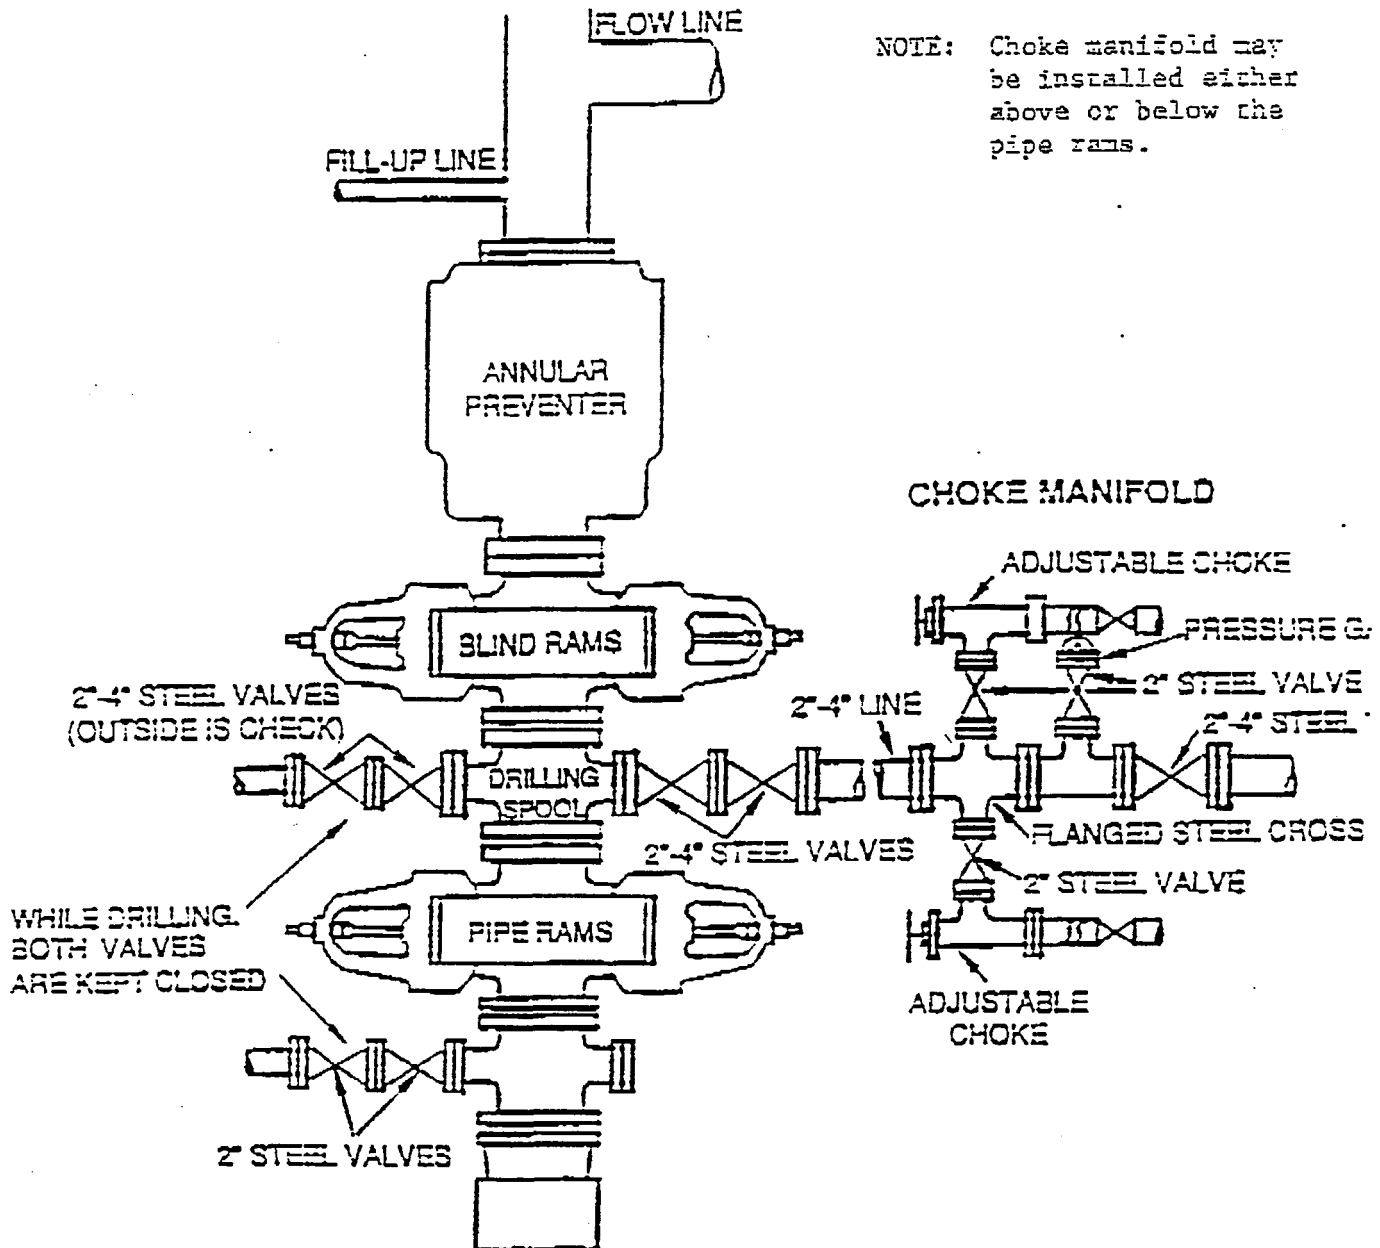 FLOW LINE
NOTE: Choke manifold may
be installed either
above or below the
pipe rams.
FILL-UP LINE
ANNULAR
PREVENTER
CHOKE MANIFOLD
ADJUSTABLE CHOKE
BLIND RAMS
PRESSURE
2"-4" STEEL VALVES
(OUTSIDE IS CHECK)
2"-4" LINE
2" STEEL VALVE
2"-4" STEEL
DRILLING
SPOOL
2"-4" STEEL VALVES
FLANGED STEEL CROSS
2" STEEL VALVE
WHILE DRILLING,
BOTH VALVES
ARE KEPT CLOSED
PIPE RAMS
ADJUSTABLE
CHOKE
2" STEEL VALVES